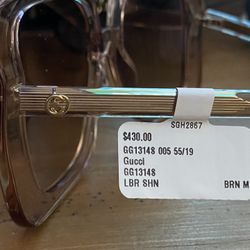 SGH2867
$430.00
GG1314S 005 55/19
Gucci
GG1314S
LBR SHN BRN M